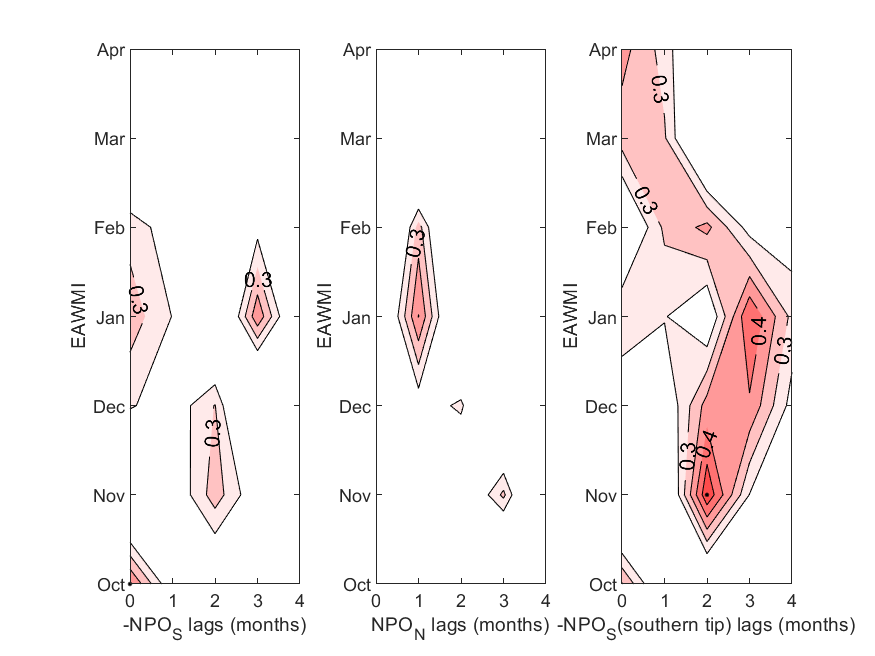 Apr
Mar
Feb
Jan
Dec
Nov
Oct
EAWMI
0.3
0.3
0.3
0 1 2 3 4
-NPO_S lags (months)
Apr
Mar
Feb
Jan
Dec
Nov
Oct
EAWMI
0.3
0 1 2 3 4
NPO_N lags (months)
Apr
Mar
Feb
Jan
Dec
Nov
Oct
EAWMI
0.3
0.3
0.4
0.3
0.4
0.3
0 1 2 3 4
-NPO_S(southern tip) lags (months)